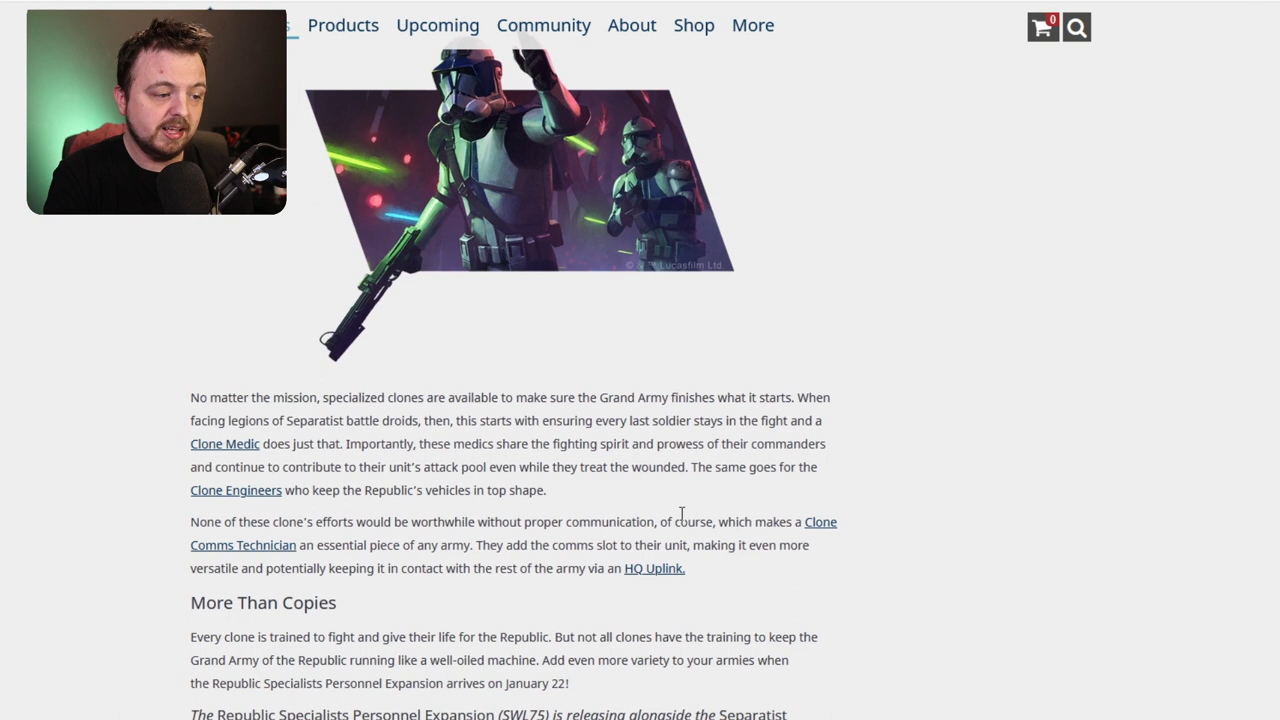 Products Upcoming Community About Shop More
0
© & ™ Lucasfilm Ltd.
No matter the mission, specialized clones are available to make sure the Grand Army finishes what it starts. When
facing legions of Separatist battle droids, then, this starts with ensuring every last soldier stays in the fight and a
Clone Medic does just that. Importantly, these medics share the fighting spirit and prowess of their commanders
and continue to contribute to their unit's attack pool even while they treat the wounded. The same goes for the
Clone Engineers who keep the Republic's vehicles in top shape.
None of these clone's efforts would be worthwhile without proper communication, of course, which makes a Clone
Comms Technician an essential piece of any army. They add the comms slot to their unit, making it even more
versatile and potentially keeping it in contact with the rest of the army via an HQ Uplink.
More Than Copies
Every clone is trained to fight and give their life for the Republic. But not all clones have the training to keep the
Grand Army of the Republic running like a well-oiled machine. Add even more variety to your armies when
the Republic Specialists Personnel Expansion arrives on January 22!
The Republic Specialists Personnel Expansion (SWL75) is releasing alongside the Separatist